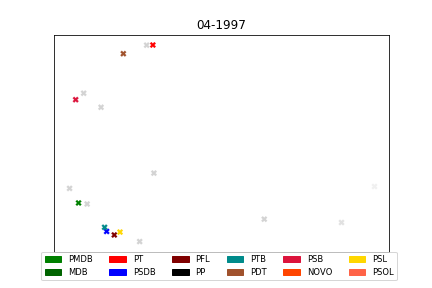 04-1997
PMDB PT PFL PTB PSB PSL
MDB PSDB PP PDT NOVO PSOL